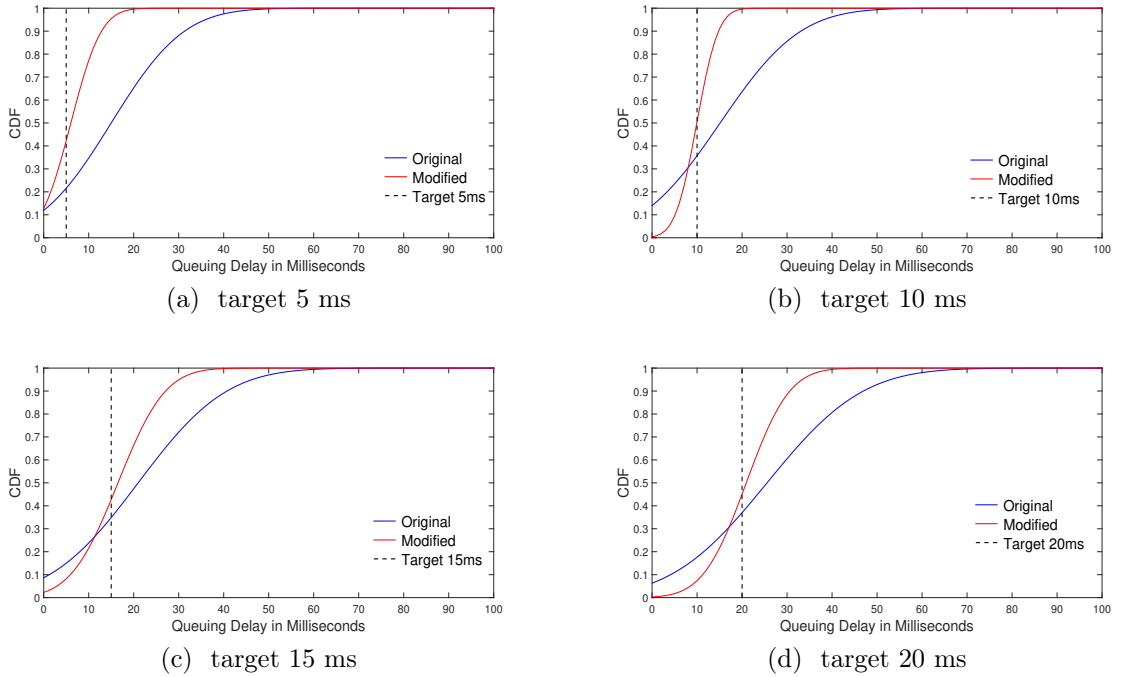 1
0.9
0.8
0.7
0.6
0.5
0.4
0.3
0.2
0.1
0
CDF
Original
Modified
Target 5ms
0 10 20 30 40 50 60 70 80 90 100
Queuing Delay in Milliseconds
(a) target 5 ms
1
0.9
0.8
0.7
0.6
0.5
0.4
0.3
0.2
0.1
0
CDF
Original
Modified
Target 10ms
0 10 20 30 40 50 60 70 80 90 100
Queuing Delay in Milliseconds
(b) target 10 ms
1
0.9
0.8
0.7
0.6
0.5
0.4
0.3
0.2
0.1
0
CDF
Original
Modified
Target 15ms
0 10 20 30 40 50 60 70 80 90 100
Queuing Delay in Milliseconds
(c) target 15 ms
1
0.9
0.8
0.7
0.6
0.5
0.4
0.3
0.2
0.1
0
CDF
Original
Modified
Target 20ms
0 10 20 30 40 50 60 70 80 90 100
Queuing Delay in Milliseconds
(d) target 20 ms